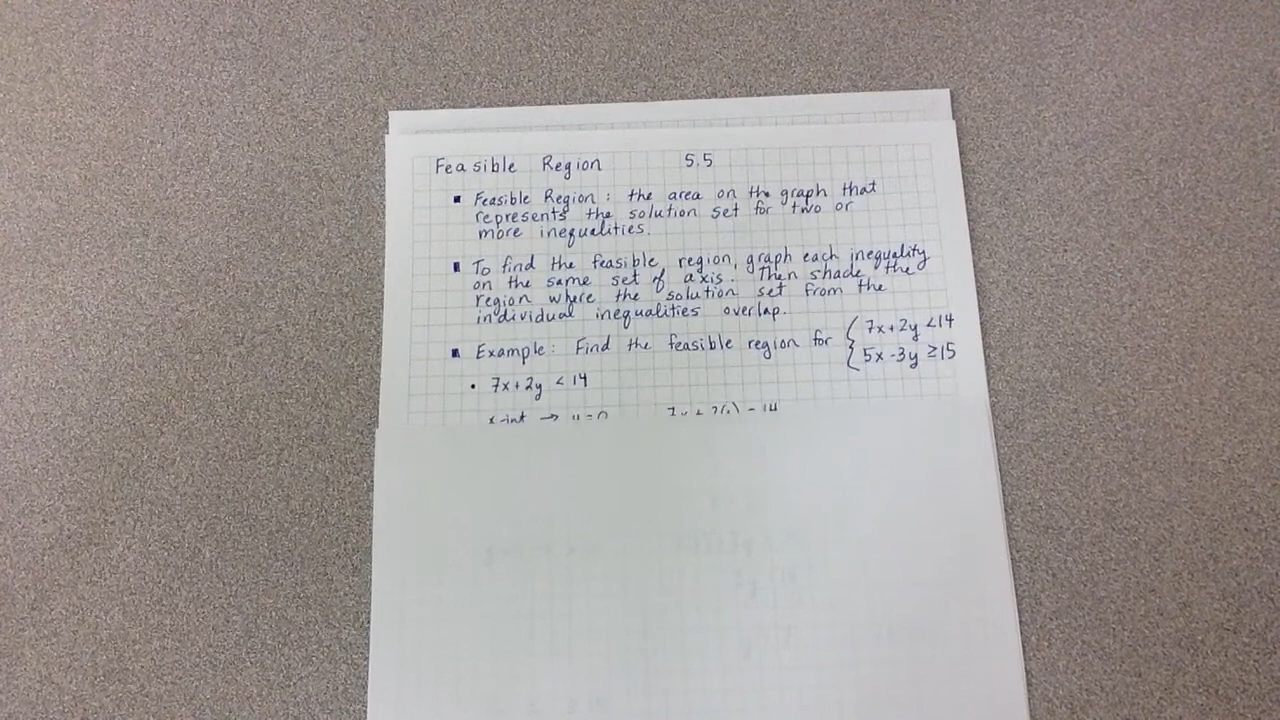 Feasible Region 5.5
▪ Feasible Region: the area on the graph that
represents the solution set for two or
more inequalities.
▪ To find the feasible region, graph each inequality
on the same set of axis. Then shade the
region where the solution set from the
individual inequalities overlap.
▪ Example: Find the feasible region for { 7x+2y <14
5x-3y ≥15
• 7x+2y < 14
x-int → y=0